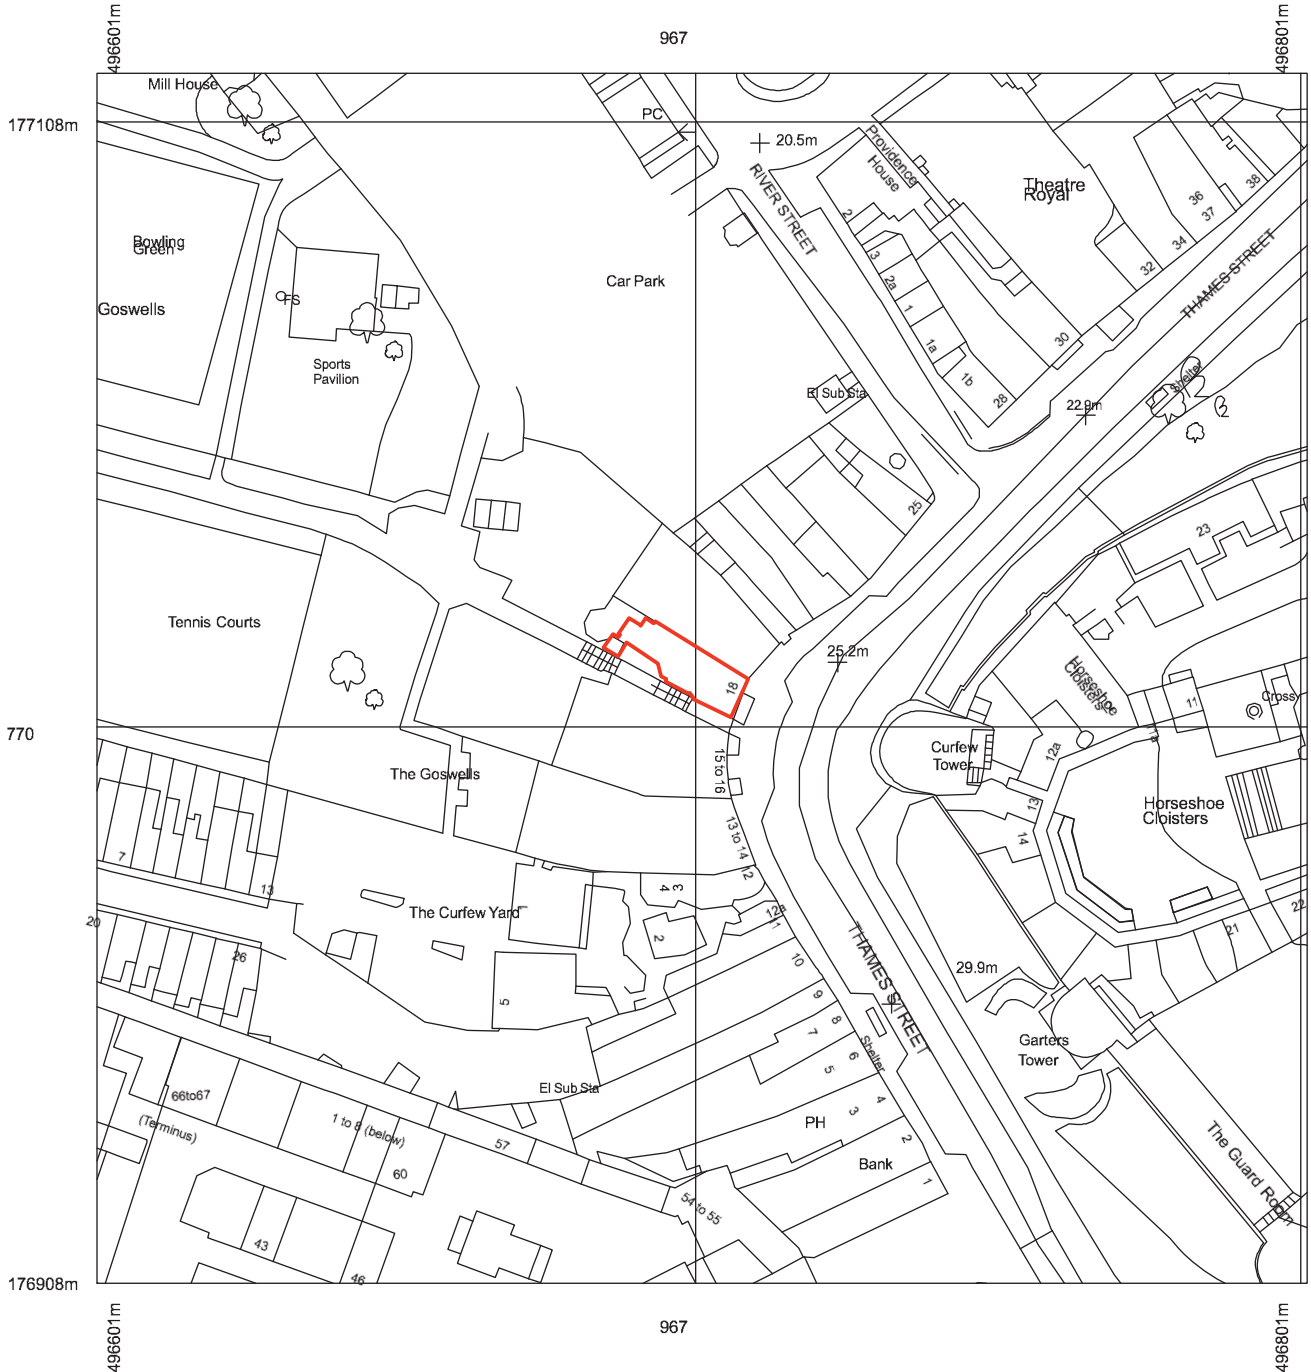 496601m
967
496801m
Mill House
PC
177108m
20.5m
Providence
House
RIVER STREET
Theatre
Royal
38
36
37
34
32
2
3
2a
1
1a
1b
28
30
THAMES STREET
Bowling
Green
Goswells
FS
Car Park
Sports
Pavilion
El Sub Sta
22.9m
Shelter
25
23
Tennis Courts
25.2m
18
Horseshoe
Cloisters
11
Cross
11a
770
Curfew
Tower
12a
15 to 16
The Goswells
13
Horseshoe
Cloisters
14
13 to 14
12
7
13
3
4
22
20
The Curfew Yard
12a
11
21
26
2
10
THAMES STREET
29.9m
5
9
8
7
Shelter
6
5
Garters
Tower
El Sub Sta
66to67
4
3
(Terminus)
1 to 8 (below)
PH
57
2
The Guard Room
60
Bank
1
54 to 55
43
46
176908m
496601m
967
496801m